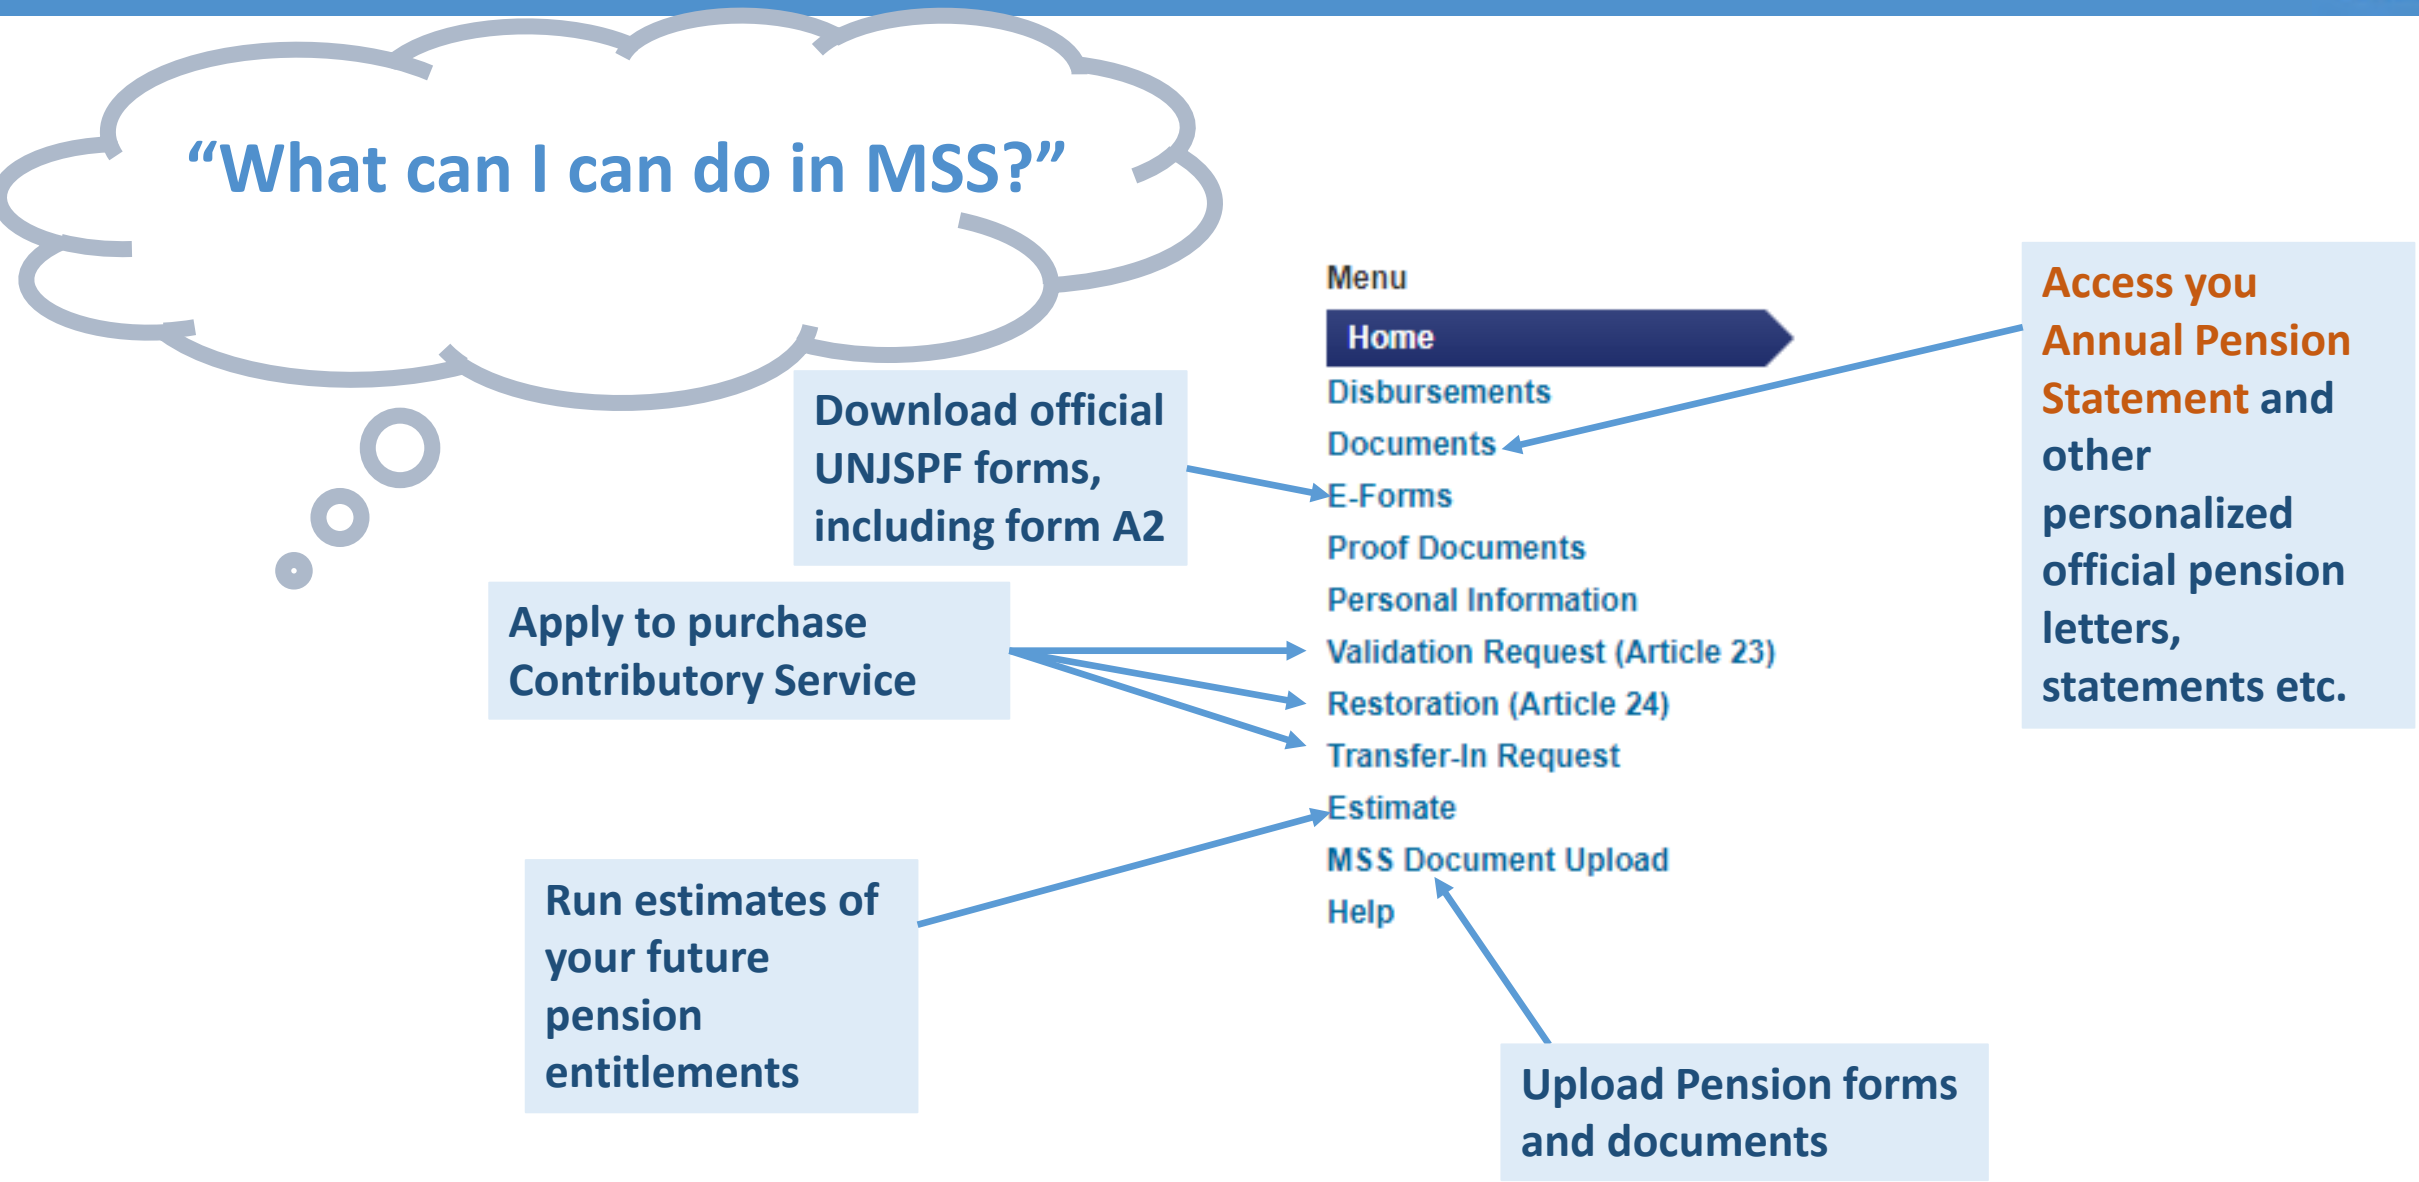 “What can I can do in MSS?”
Menu
Home
Disbursements
Documents
E-Forms
Proof Documents
Personal Information
Validation Request (Article 23)
Restoration (Article 24)
Transfer-In Request
Estimate
MSS Document Upload
Help
Download official
UNJSPF forms,
including form A2
Apply to purchase
Contributory Service
Run estimates of
your future
pension
entitlements
Access you
Annual Pension
Statement and
other
personalized
official pension
letters,
statements etc.
Upload Pension forms
and documents